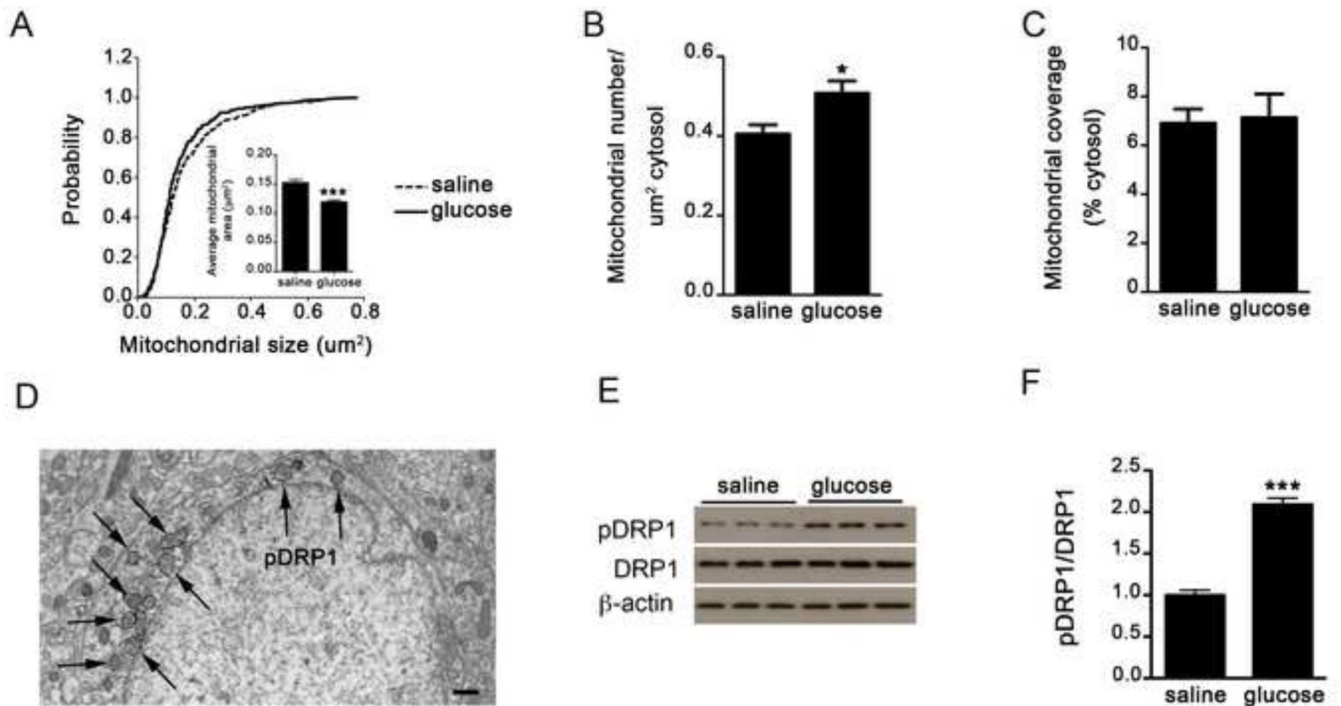 A
1.2
1.0
0.8
0.6
0.4
0.2
0.0
Probability
0.0 0.2 0.4 0.6 0.8
Mitochondrial size (um²)
0.20
0.15
0.10
0.05
0.00
Average mitochondrial
area (μm²)
***
saline glucose
saline
glucose
B
Mitochondrial number/
um² cytosol
0.6
0.4
0.2
0.0
*
saline glucose
C
Mitochondrial coverage
(% cytosol)
10
8
6
4
2
0
saline glucose
D
pDRP1
E
saline glucose
pDRP1
DRP1
β-actin
F
pDRP1/DRP1
2.5
2.0
1.5
1.0
0.5
0.0
***
saline glucose